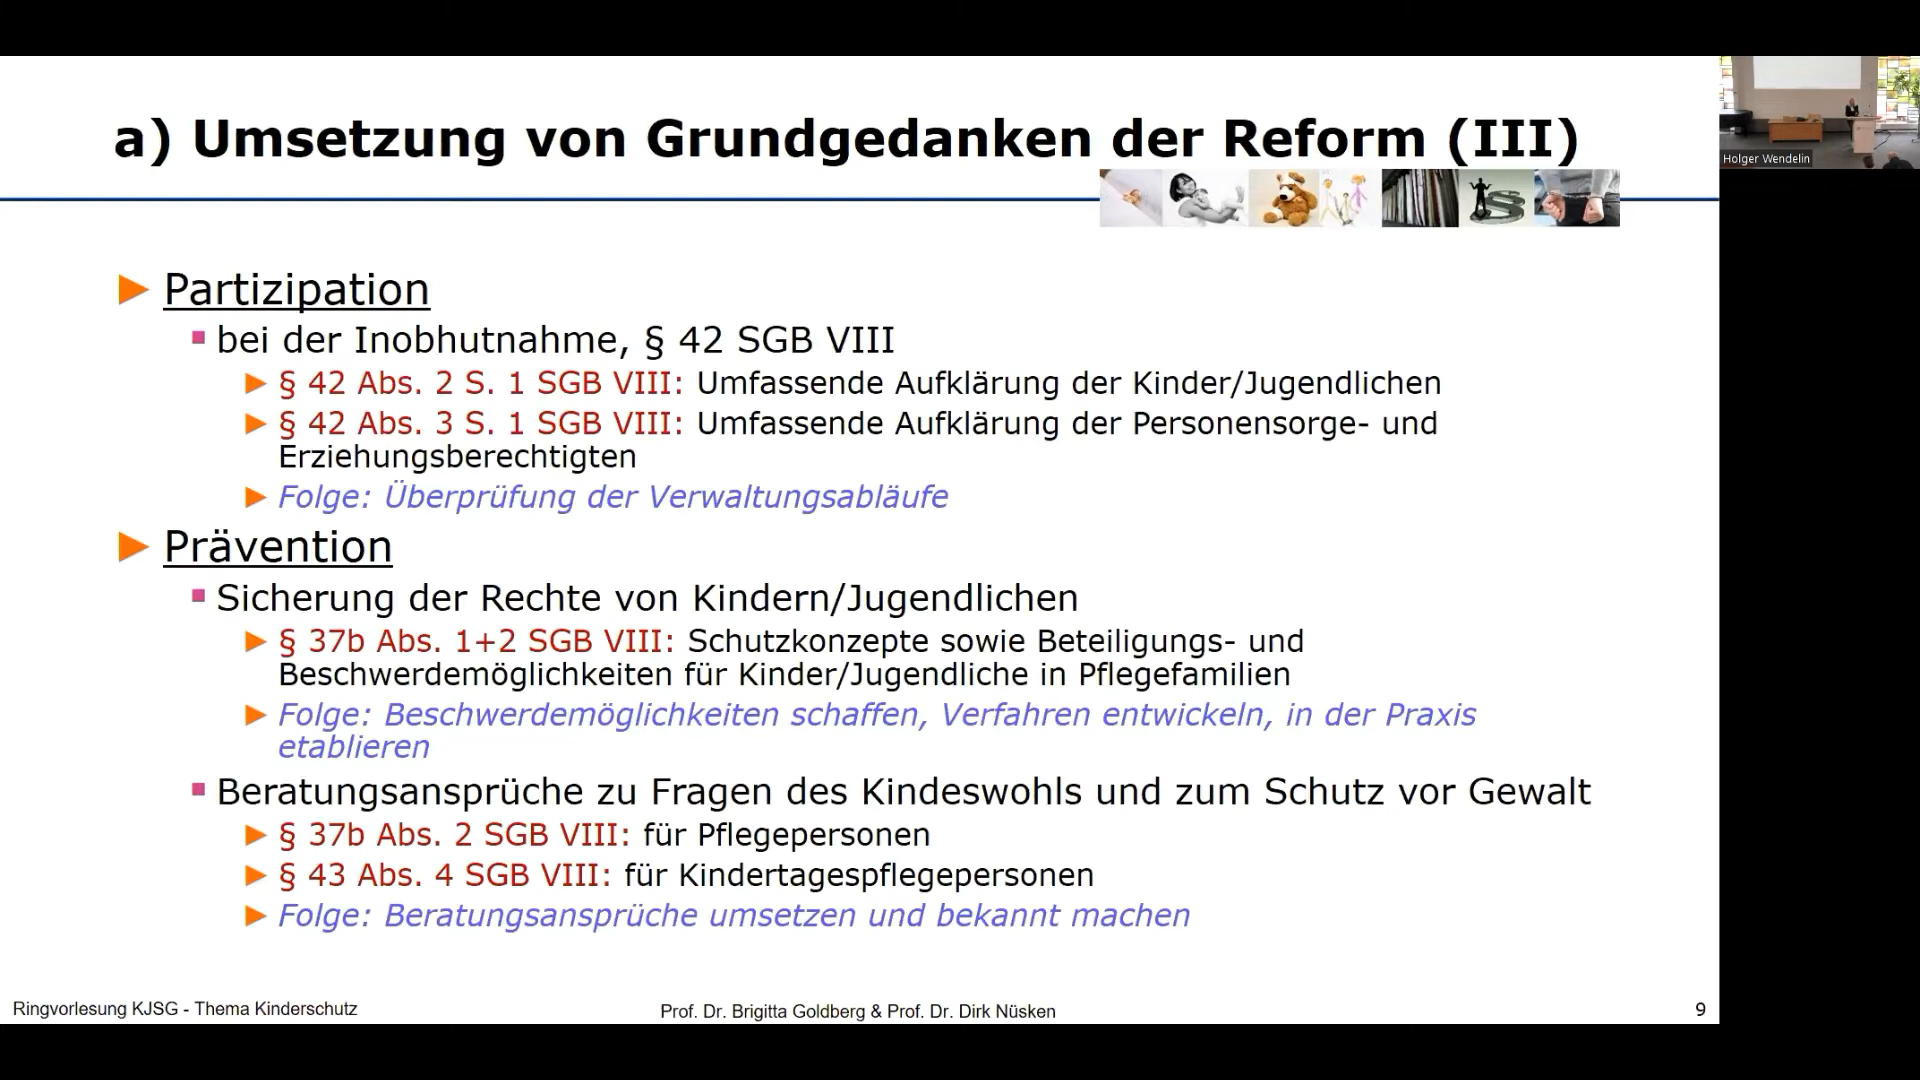 a) Umsetzung von Grundgedanken der Reform (III)
Holger Wendelin
Partizipation
bei der Inobhutnahme, § 42 SGB VIII
§ 42 Abs. 2 S. 1 SGB VIII: Umfassende Aufklärung der Kinder/Jugendlichen
§ 42 Abs. 3 S. 1 SGB VIII: Umfassende Aufklärung der Personensorge- und
Erziehungsberechtigten
Folge: Überprüfung der Verwaltungsabläufe
Prävention
Sicherung der Rechte von Kindern/Jugendlichen
§ 37b Abs. 1+2 SGB VIII: Schutzkonzepte sowie Beteiligungs- und
Beschwerdemöglichkeiten für Kinder/Jugendliche in Pflegefamilien
Folge: Beschwerdemöglichkeiten schaffen, Verfahren entwickeln, in der Praxis
etablieren
Beratungsansprüche zu Fragen des Kindeswohls und zum Schutz vor Gewalt
§ 37b Abs. 2 SGB VIII: für Pflegepersonen
§ 43 Abs. 4 SGB VIII: für Kindertagespflegepersonen
Folge: Beratungsansprüche umsetzen und bekannt machen
Ringvorlesung KJSG - Thema Kinderschutz
Prof. Dr. Brigitta Goldberg & Prof. Dr. Dirk Nüsken
9